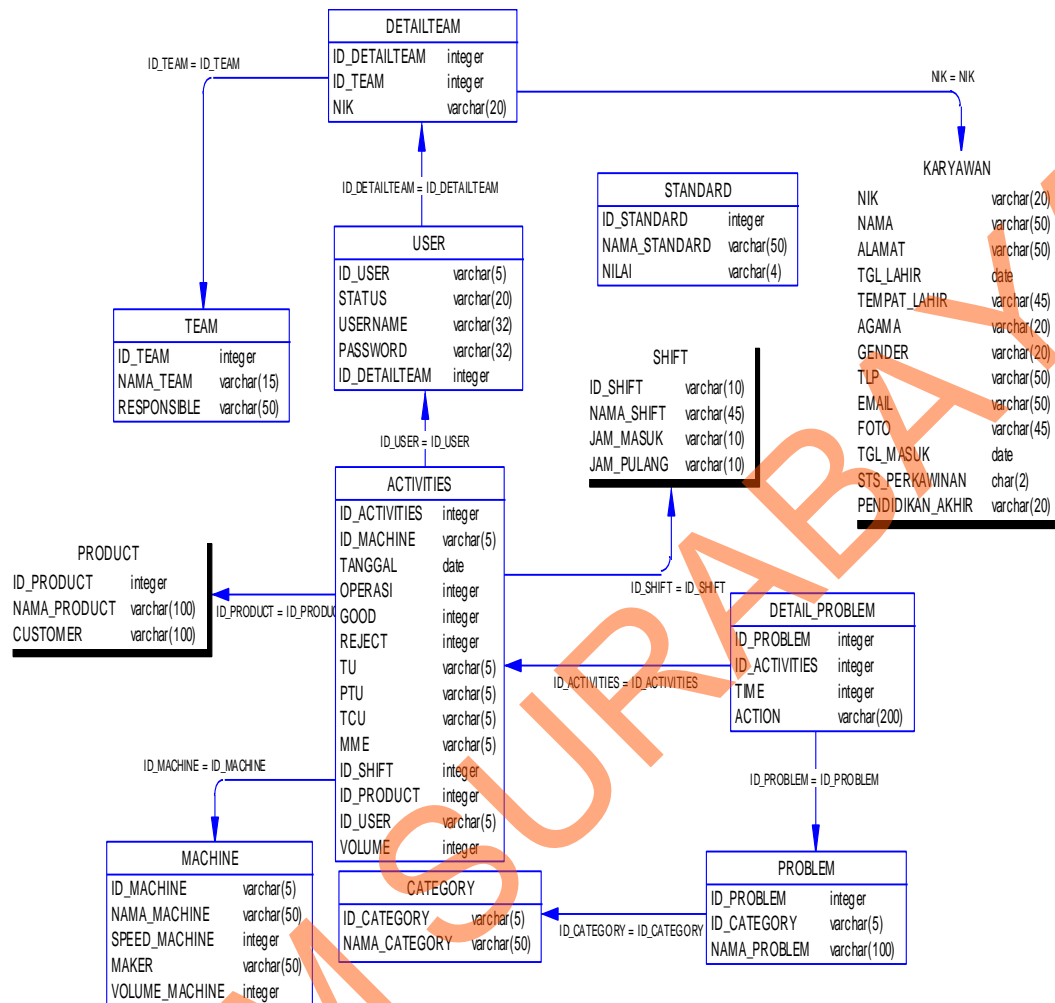 DETAILTEAM
ID_DETAILTEAM integer
ID_TEAM integer
NIK varchar(20)
ID_TEAM = ID_TEAM
NIK = NIK
ID_DETAILTEAM = ID_DETAILTEAM
STANDARD
ID_STANDARD integer
NAMA_STANDARD varchar(50)
NILAI varchar(4)
KARYAWAN
NIK varchar(20)
NAMA varchar(50)
ALAMAT varchar(50)
TGL_LAHIR date
TEMPAT_LAHIR varchar(45)
AGAMA varchar(20)
GENDER varchar(20)
TLP varchar(50)
EMAIL varchar(50)
FOTO varchar(45)
TGL_MASUK date
STS_PERKAWINAN char(2)
PENDIDIKAN_AKHIR varchar(20)
USER
ID_USER varchar(5)
STATUS varchar(20)
USERNAME varchar(32)
PASSWORD varchar(32)
ID_DETAILTEAM integer
TEAM
ID_TEAM integer
NAMA_TEAM varchar(15)
RESPONSIBLE varchar(50)
SHIFT
ID_SHIFT varchar(10)
NAMA_SHIFT varchar(45)
JAM_MASUK varchar(10)
JAM_PULANG varchar(10)
ID_USER = ID_USER
ACTIVITIES
ID_ACTIVITIES integer
ID_MACHINE varchar(5)
TANGGAL date
OPERASI integer
GOOD integer
REJECT integer
TU varchar(5)
PTU varchar(5)
TCU varchar(5)
MME varchar(5)
ID_SHIFT integer
ID_PRODUCT integer
ID_USER varchar(5)
VOLUME integer
PRODUCT
ID_PRODUCT integer
NAMA_PRODUCT varchar(100)
CUSTOMER varchar(100)
ID_PRODUCT = ID_PRODUC
ID_SHIFT = ID_SHIFT
DETAIL_PROBLEM
ID_PROBLEM integer
ID_ACTIVITIES integer
TIME integer
ACTION varchar(200)
ID_ACTIVITIES = ID_ACTIVITIES
ID_MACHINE = ID_MACHINE
ID_PROBLEM = ID_PROBLEM
MACHINE
ID_MACHINE varchar(5)
NAMA_MACHINE varchar(50)
SPEED_MACHINE integer
MAKER varchar(50)
VOLUME_MACHINE integer
CATEGORY
ID_CATEGORY varchar(5)
NAMA_CATEGORY varchar(50)
ID_CATEGORY = ID_CATEGORY
PROBLEM
ID_PROBLEM integer
ID_CATEGORY varchar(5)
NAMA_PROBLEM varchar(100)
M SURABAYA